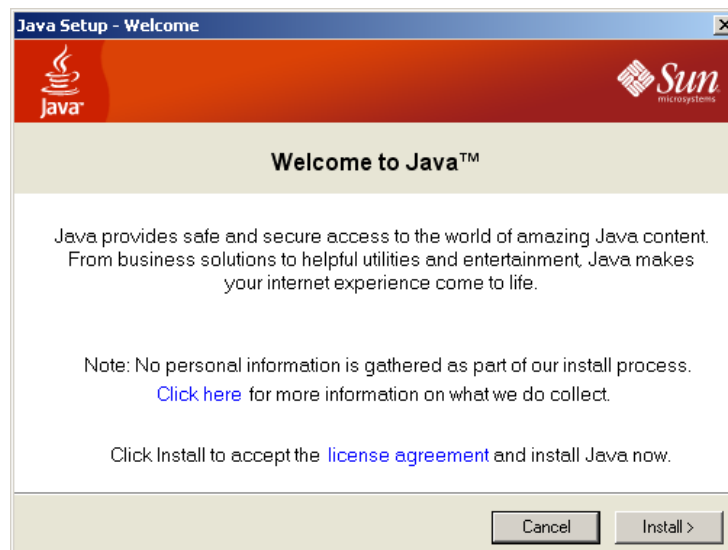 Java Setup - Welcome
Java™
Sun
microsystems
Welcome to Java™
Java provides safe and secure access to the world of amazing Java content.
From business solutions to helpful utilities and entertainment, Java makes
your internet experience come to life.
Note: No personal information is gathered as part of our install process.
Click here for more information on what we do collect.
Click Install to accept the license agreement and install Java now.
Cancel
Install >